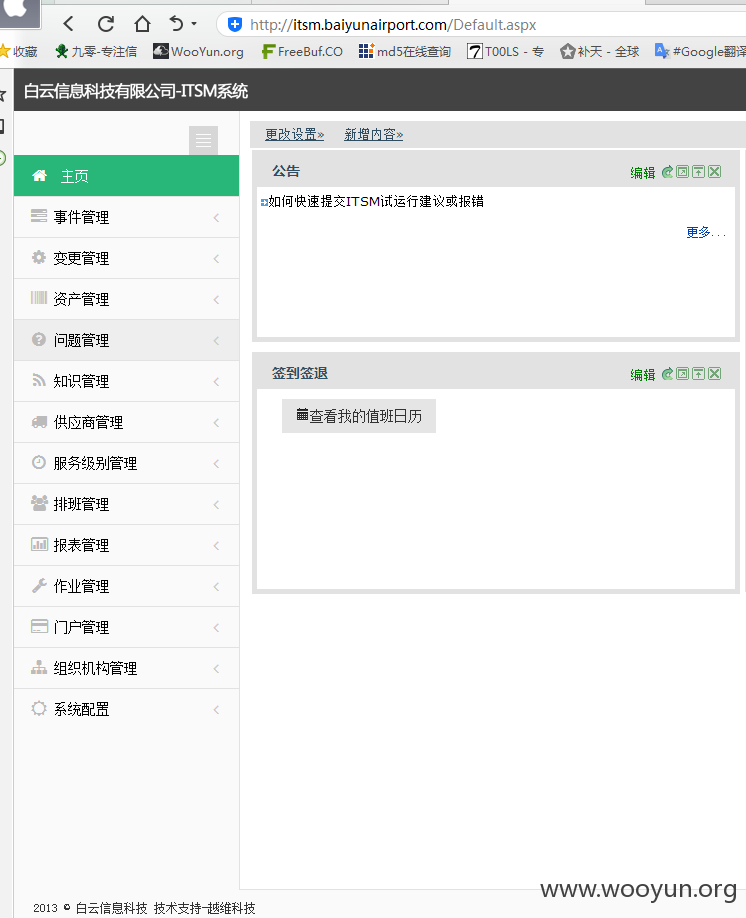 http://itsm.baiyunairport.com/Default.aspx
收藏 九零-专注信 WooYun.org FreeBuf.CO md5在线查询 T00LS - 专 补天 - 全球 #Google翻译
白云信息科技有限公司-ITSM系统
更改设置» 新增内容»
主页
事件管理
变更管理
资产管理
问题管理
知识管理
供应商管理
服务级别管理
排班管理
报表管理
作业管理
门户管理
组织机构管理
系统配置
公告 编辑
如何快速提交ITSM试运行建议或报错
更多...
签到签退 编辑
查看我的值班日历
www.wooyun.org
2013 © 白云信息科技 技术支持-越维科技